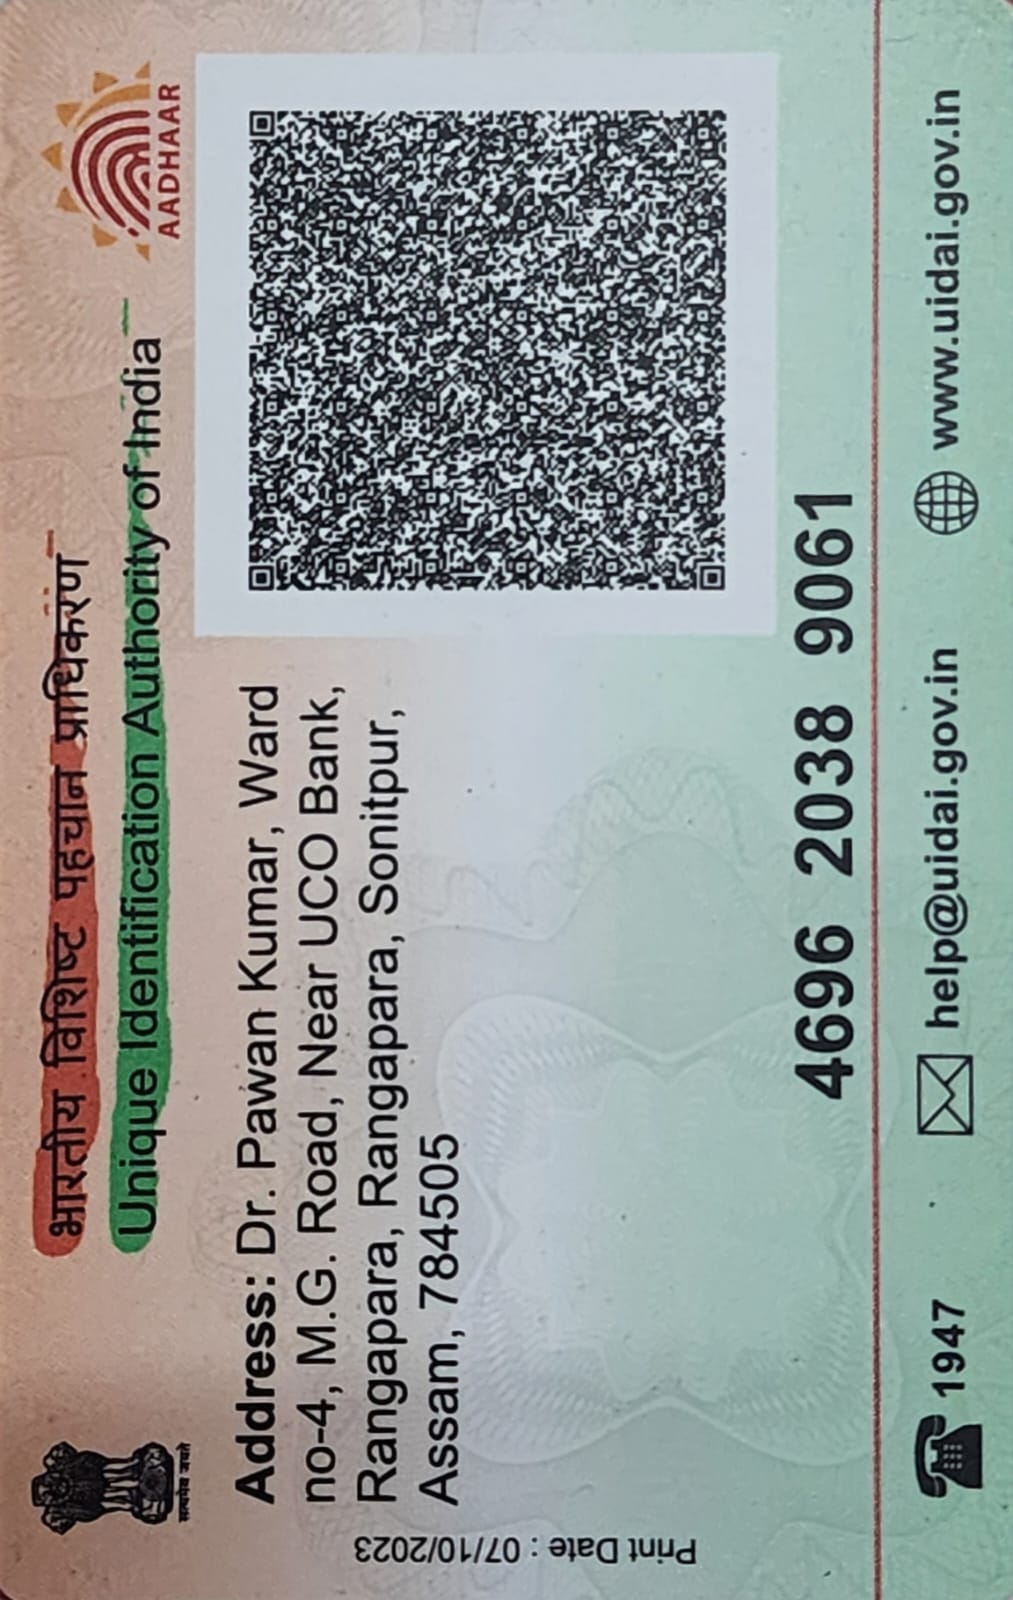 भारतीय विशिष्ट पहचान प्राधिकरण
Unique Identification Authority of India
AADHAAR
सत्यमेव जयते
Address: Dr. Pawan Kumar, Ward
no-4, M.G. Road, Near UCO Bank,
Rangapara, Rangapara, Sonitpur,
Assam, 784505
Print Date : 07/10/2023
4696 2038 9061
1947
help@uidai.gov.in
www.uidai.gov.in